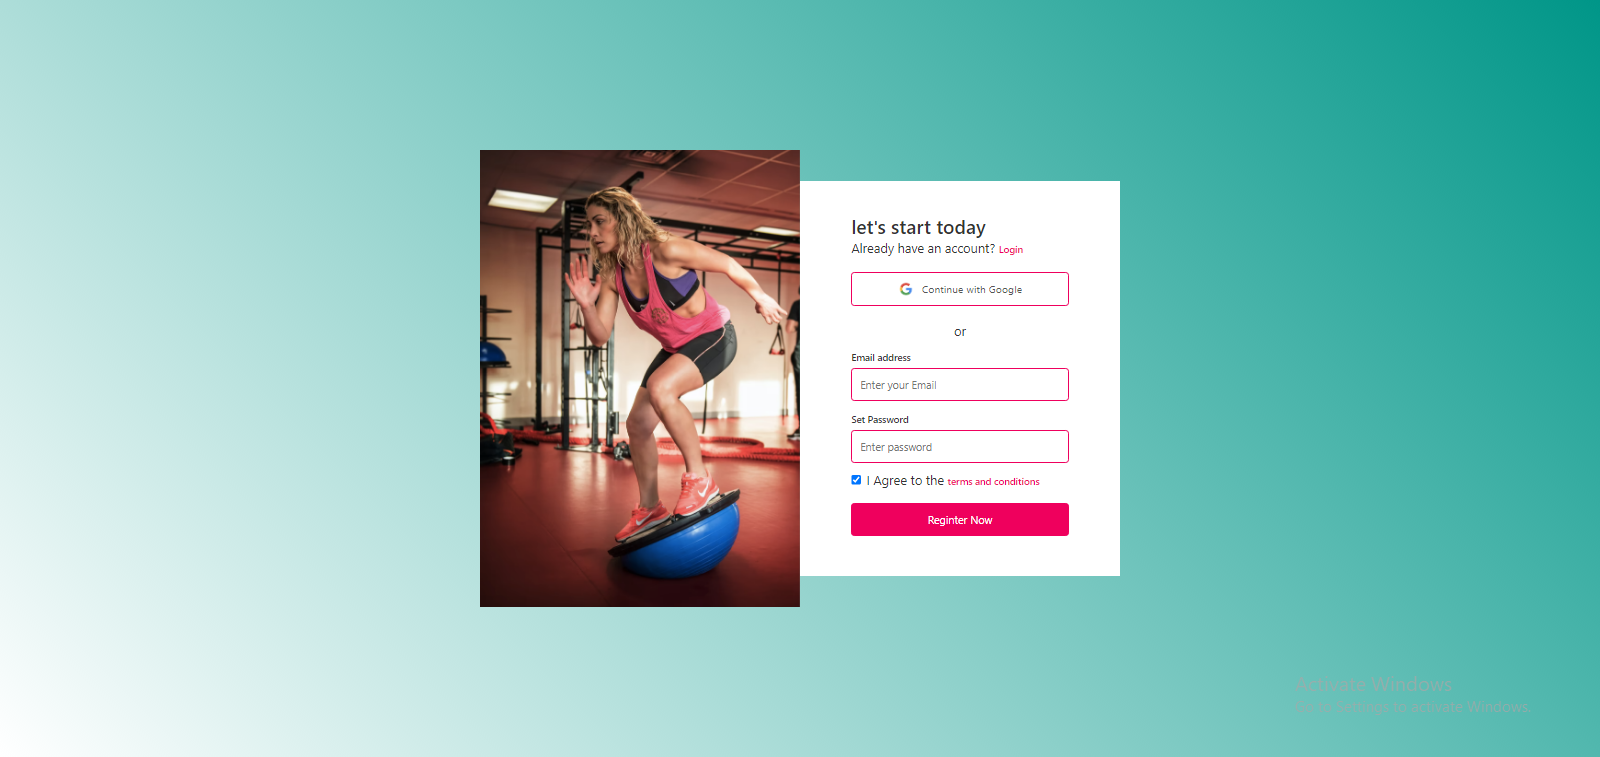 let's start today
Already have an account? Login
Continue with Google
or
Email address
Enter your Email
Set Password
Enter password
I Agree to the terms and conditions
Reginter Now
Activate Windows
Go to Settings to activate Windows.